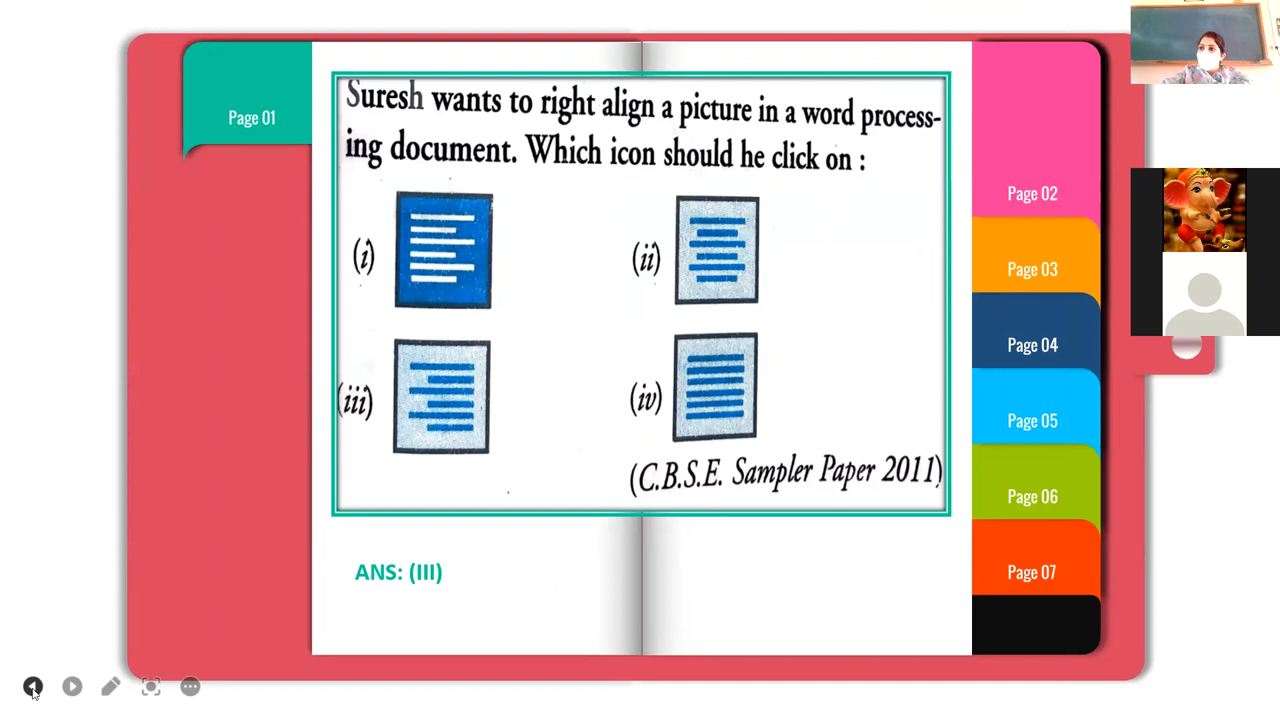 Page 01
Suresh wants to right align a picture in a word process-
ing document. Which icon should he click on :
(i)
(ii)
(iii)
(iv)
(C.B.S.E. Sampler Paper 2011)
ANS: (III)
Page 02
Page 03
Page 04
Page 05
Page 06
Page 07